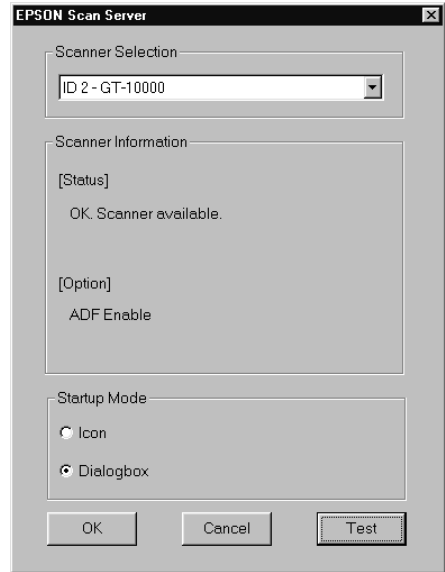 EPSON Scan Server
Scanner Selection
ID 2 - GT-10000
Scanner Information
[Status]
OK. Scanner available.
[Option]
ADF Enable
Startup Mode
Icon
Dialogbox
OK Cancel Test